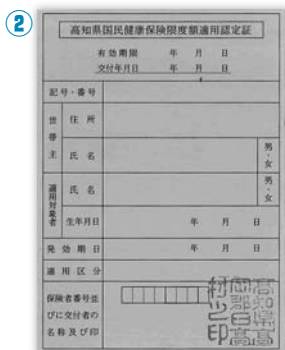 ②
高知県国民健康保険限度額適用認定証
有効期限 年 月 日
交付年月日 年 月 日
記号・番号
世帯主
住所
氏名
男・女
適用対象者
氏名
男・女
生年月日 年 月 日
発効期日 年 月 日
適用区分
保険者番号並
びに交付者の
名称及び印